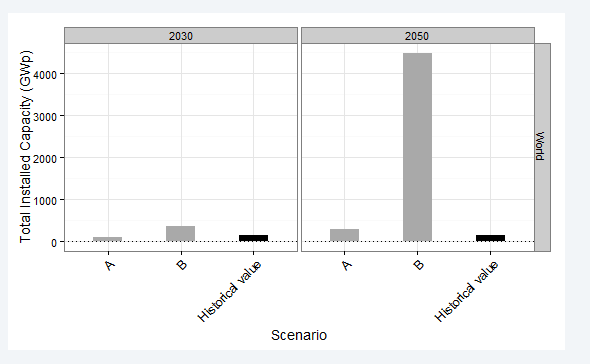 2030
2050
Total Installed Capacity (GWp)
4000
3000
2000
1000
0
World
A
B
Historical value
A
B
Historical value
Scenario